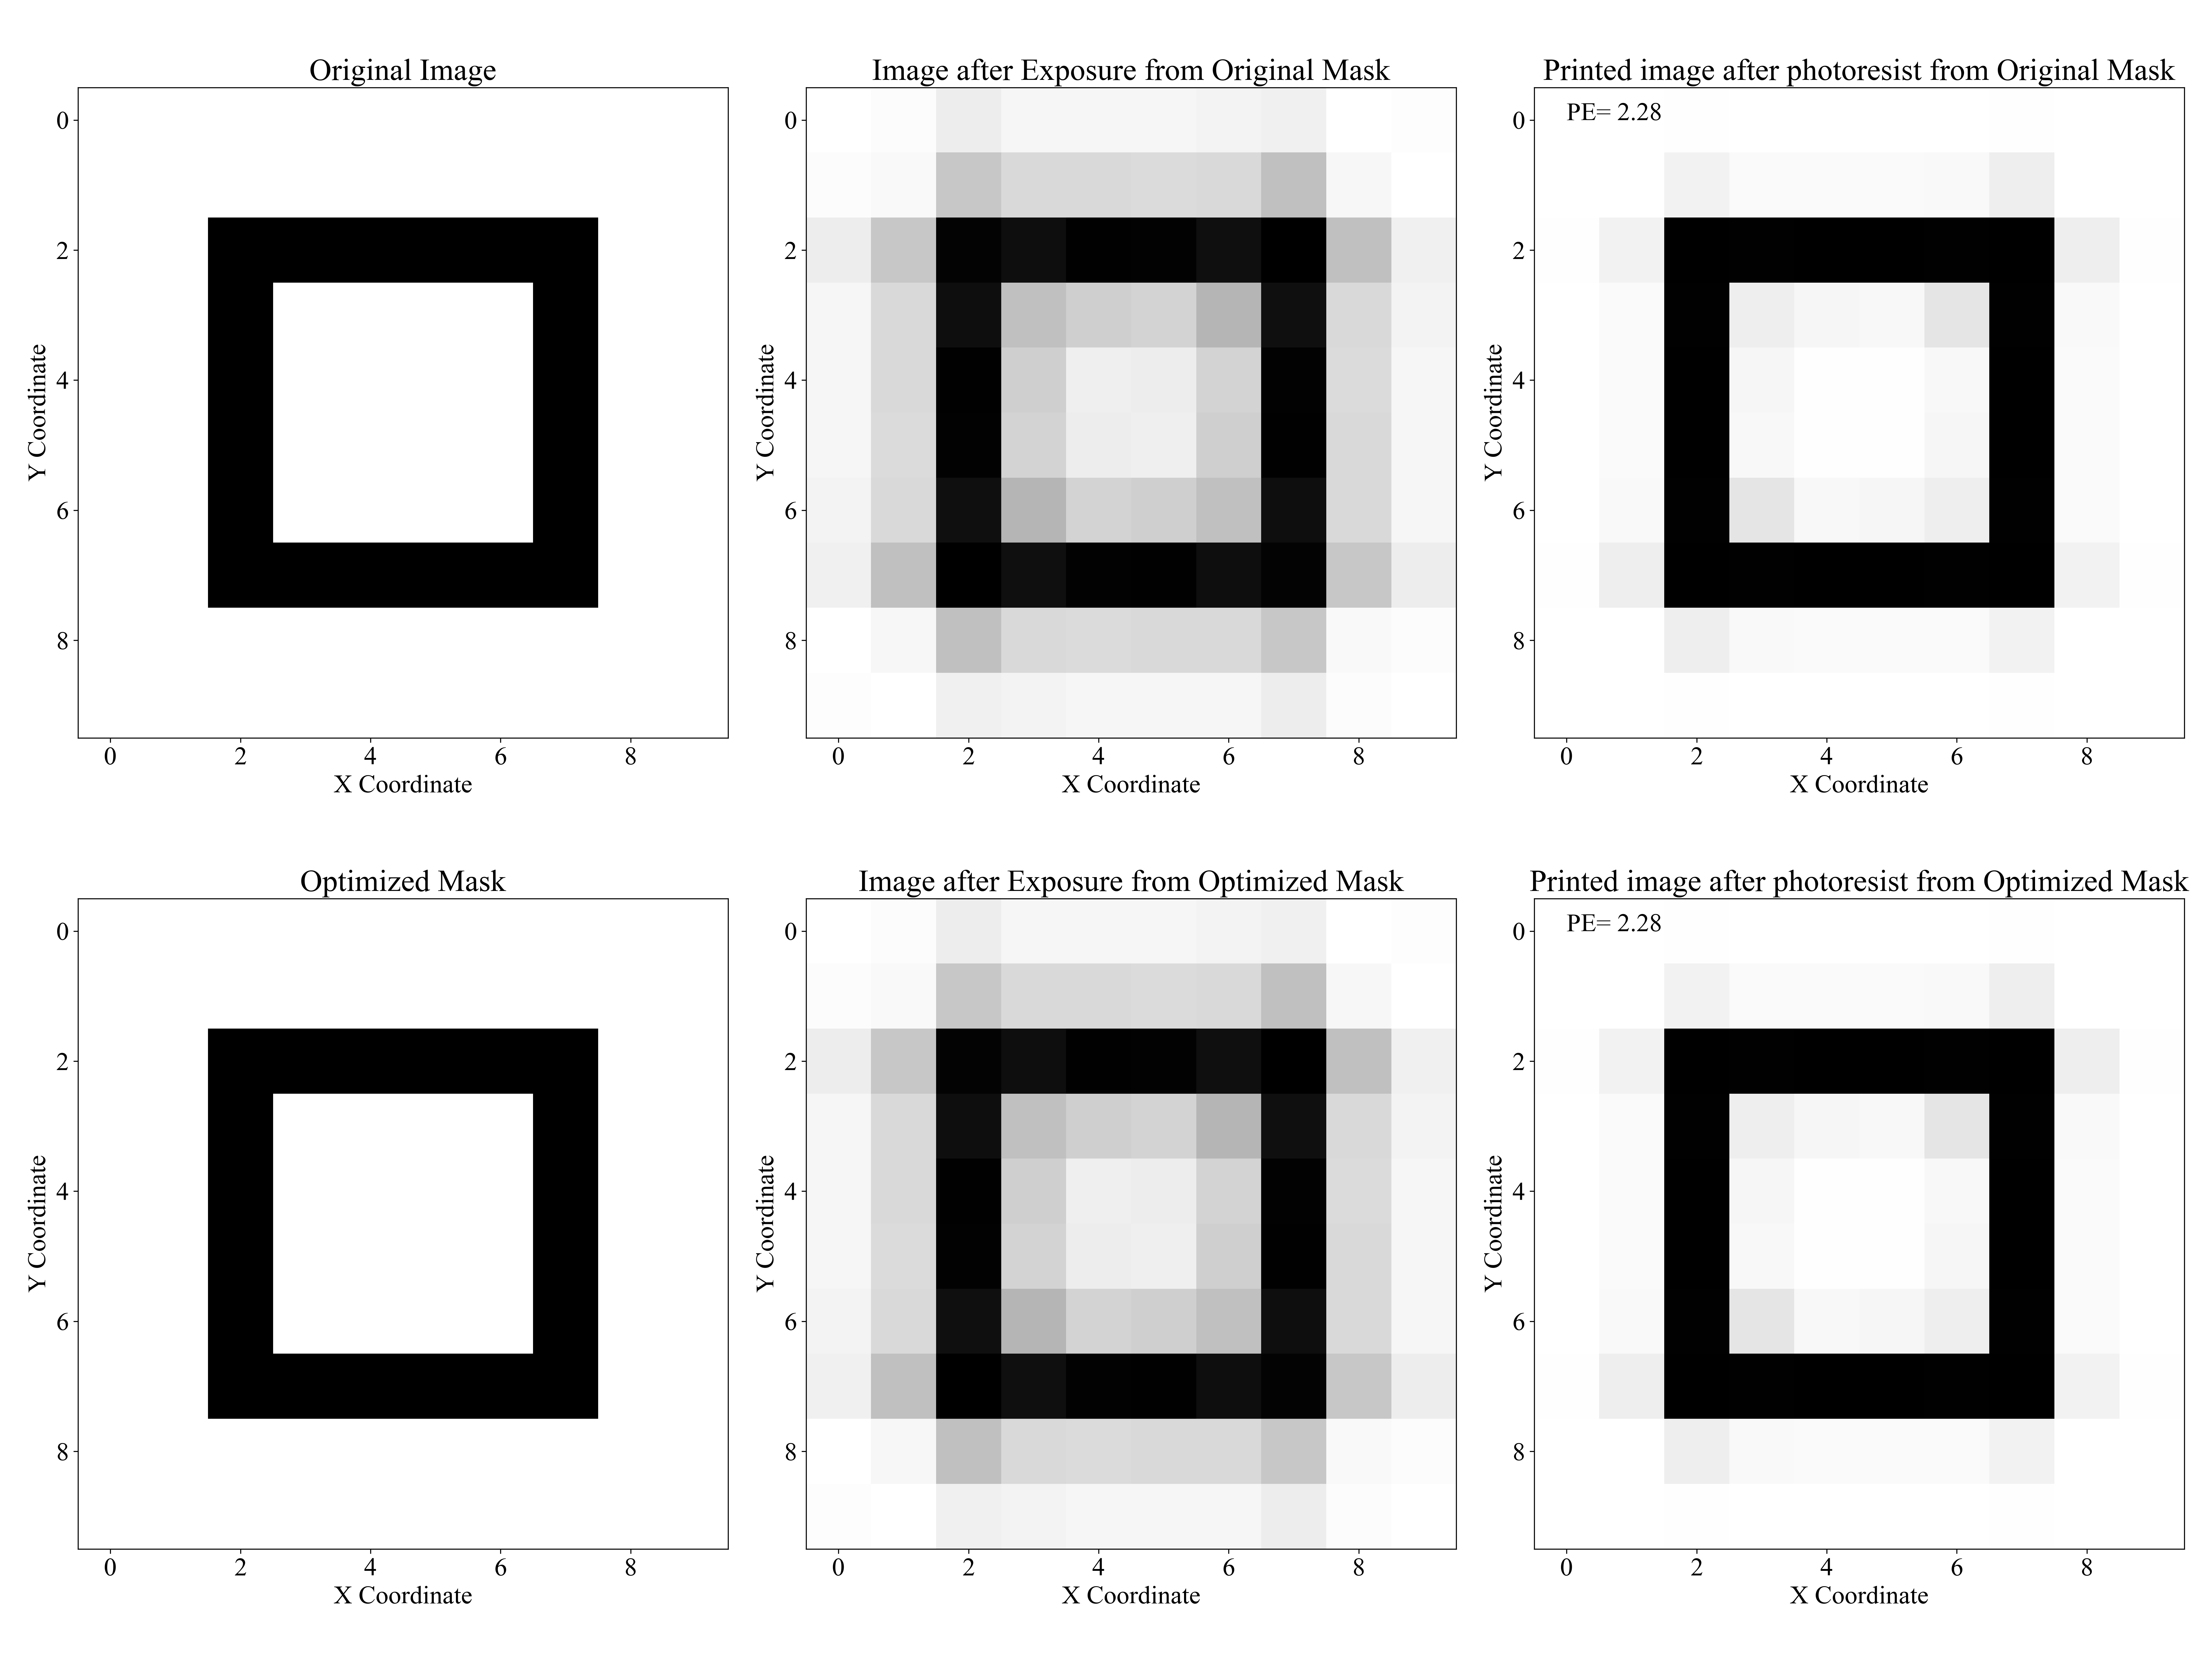 Original Image
0
2
4
6
8
Y Coordinate
0 2 4 6 8
X Coordinate
Image after Exposure from Original Mask
0
2
4
6
8
Y Coordinate
0 2 4 6 8
X Coordinate
Printed image after photoresist from Original Mask
PE= 2.28
0
2
4
6
8
Y Coordinate
0 2 4 6 8
X Coordinate
Optimized Mask
0
2
4
6
8
Y Coordinate
0 2 4 6 8
X Coordinate
Image after Exposure from Optimized Mask
0
2
4
6
8
Y Coordinate
0 2 4 6 8
X Coordinate
Printed image after photoresist from Optimized Mask
PE= 2.28
0
2
4
6
8
Y Coordinate
0 2 4 6 8
X Coordinate